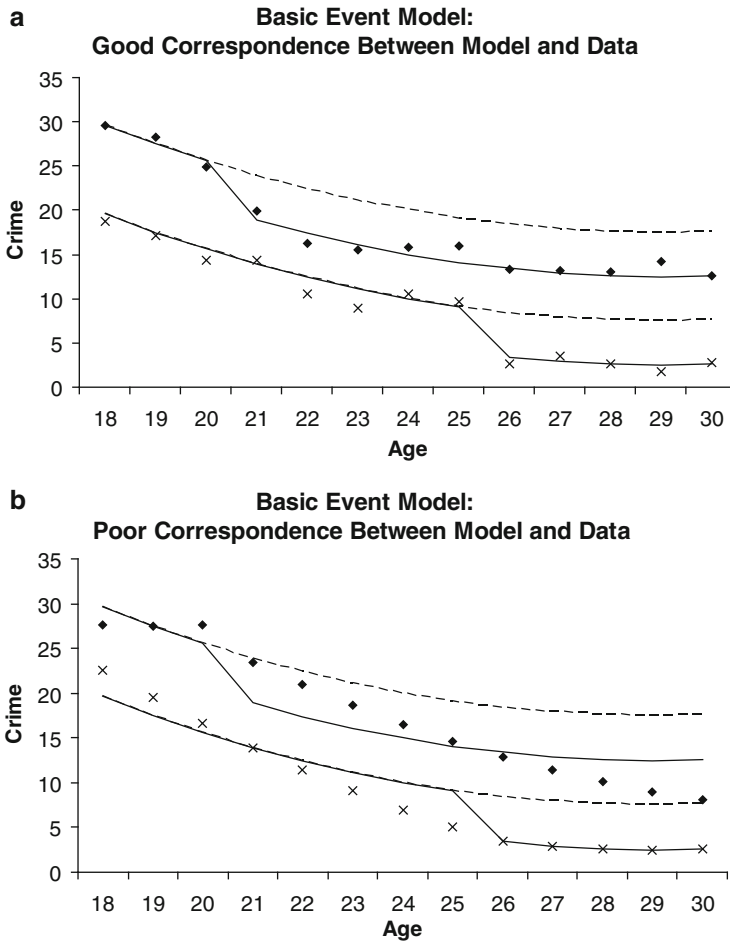 a
Basic Event Model:
Good Correspondence Between Model and Data
35
30
25
20
15
10
5
0
Crime
18 19 20 21 22 23 24 25 26 27 28 29 30
Age
b
Basic Event Model:
Poor Correspondence Between Model and Data
35
30
25
20
15
10
5
0
Crime
18 19 20 21 22 23 24 25 26 27 28 29 30
Age